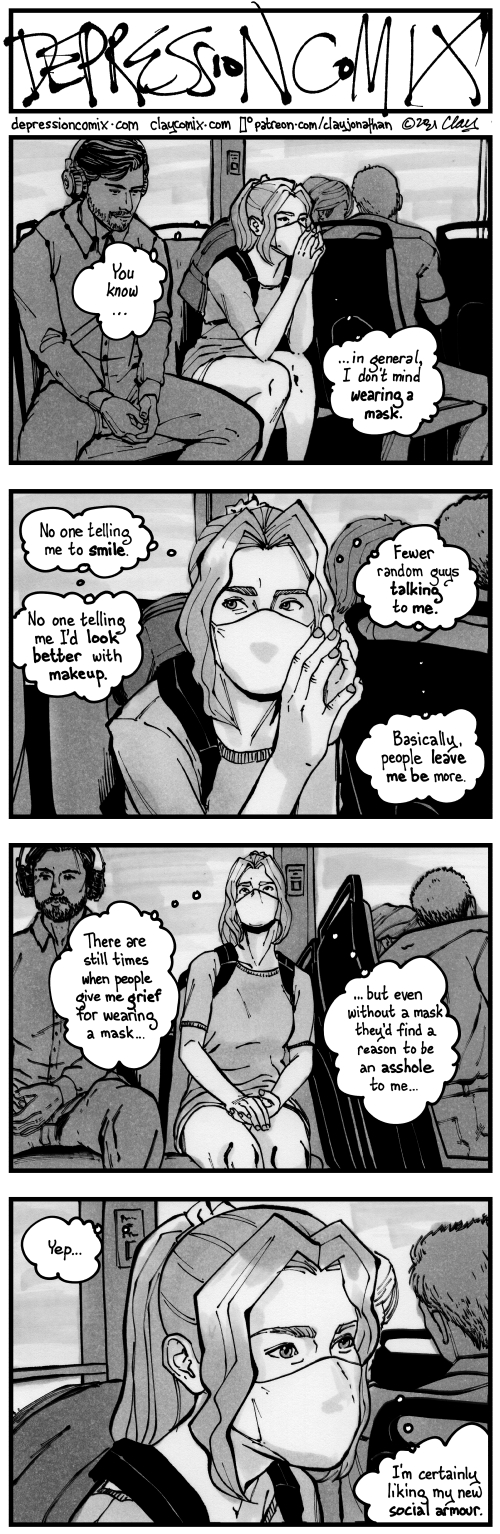 DEPRESSION COMIX
depressioncomix.com claycomix.com patreon.com/clayjonathan © 2021 Clay
You
know
...
...in general,
I don't mind
wearing a
mask.
No one telling
me to smile.
No one telling
me I'd look
better with
makeup.
Fewer
random guys
talking
to me.
Basically,
people leave
me be more.
There are
still times
when people
give me grief
for wearing
a mask...
...but even
without a mask
they'd find a
reason to be
an asshole
to me...
Yep...
I'm certainly
liking my new
social armour.